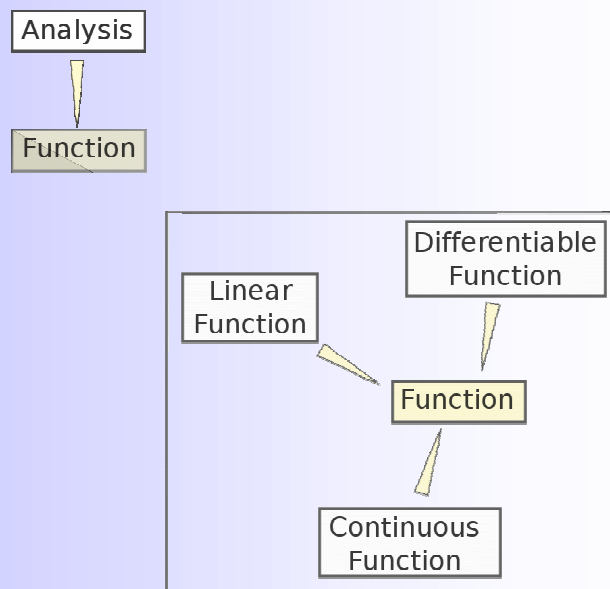 Analysis
Function
Differentiable
Function
Linear
Function
Function
Continuous
Function